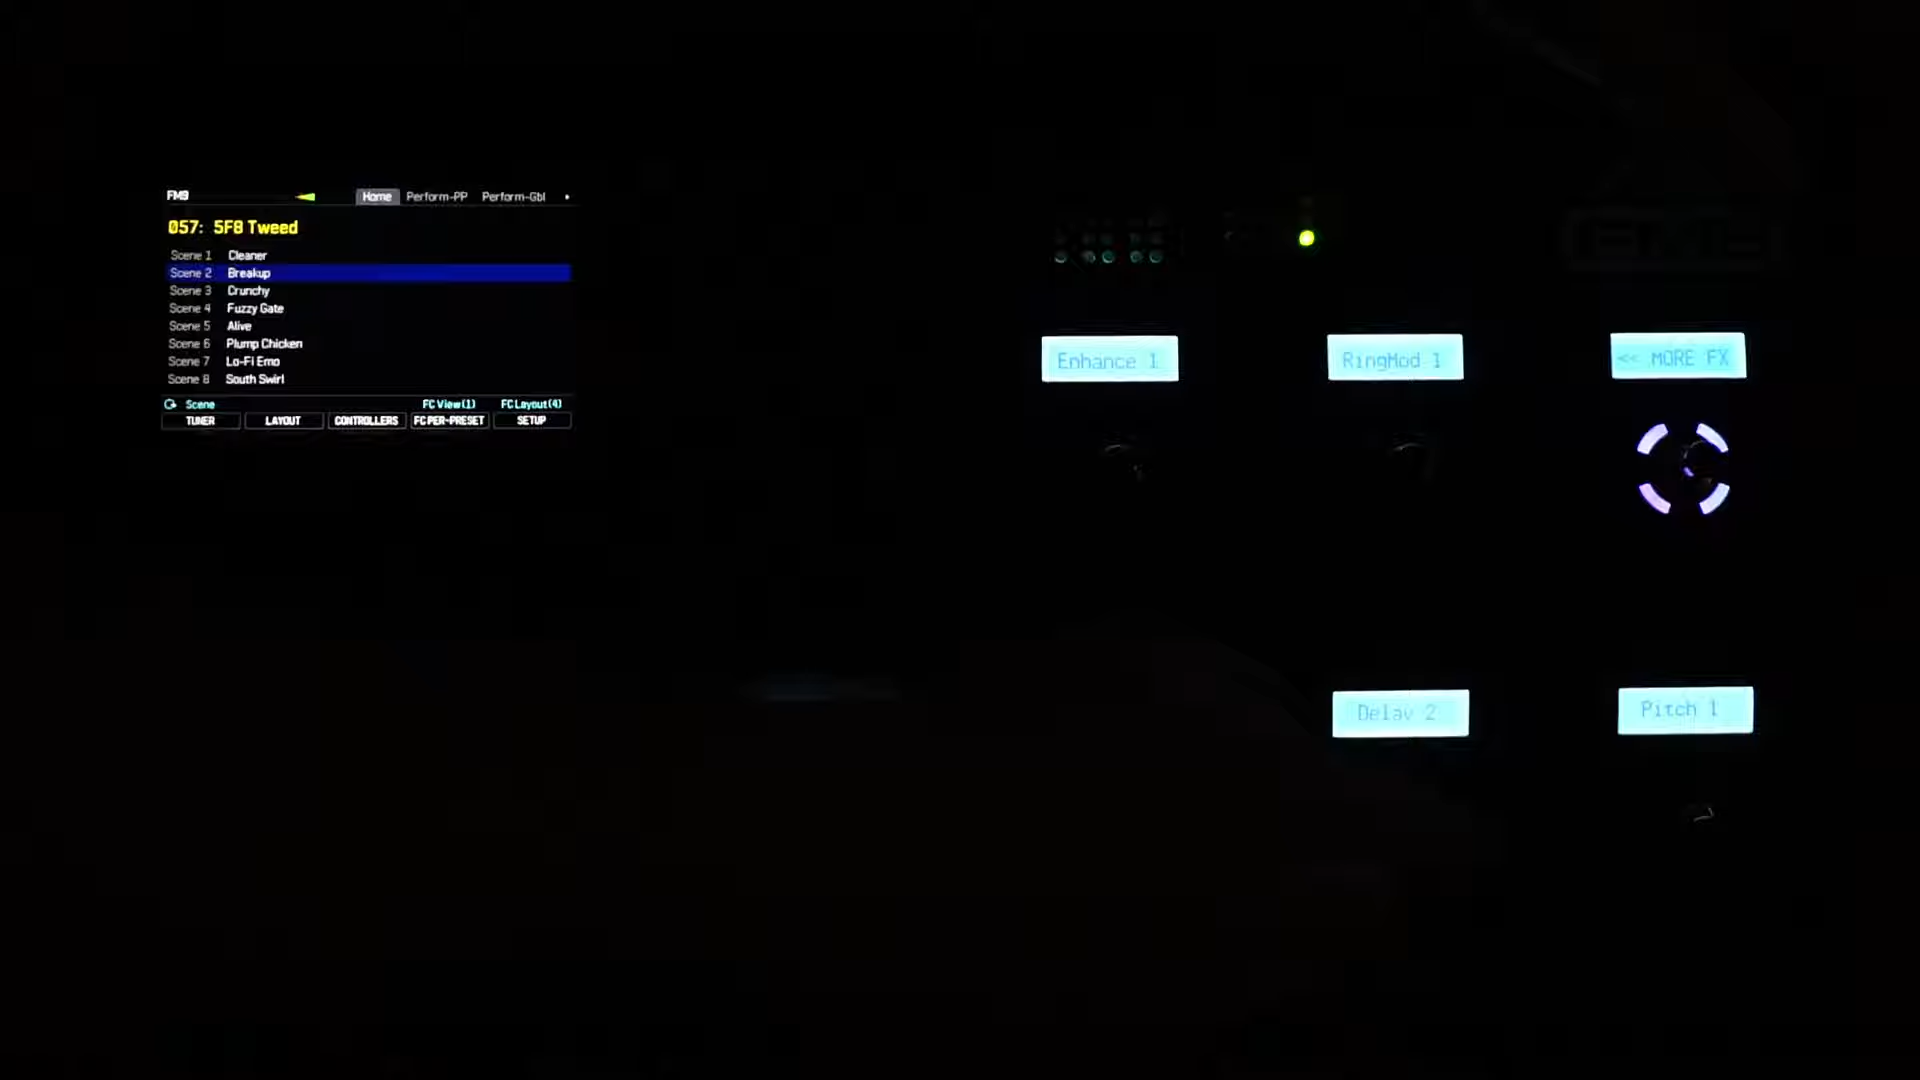 FM9
Home Perform-PP Perform-Gbl
057: 5F8 Tweed
Scene 1 Cleaner
Scene 2 Breakup
Scene 3 Crunchy
Scene 4 Fuzzy Gate
Scene 5 Alive
Scene 6 Plump Chicken
Scene 7 Lo-Fi Emo
Scene 8 South Swirl
Scene FC View(1) FC Layout(4)
TUNER LAYOUT CONTROLLERS FC PER-PRESET SETUP
Enhance 1 RingMod 1 << MORE FX
Delay 2 Pitch 1